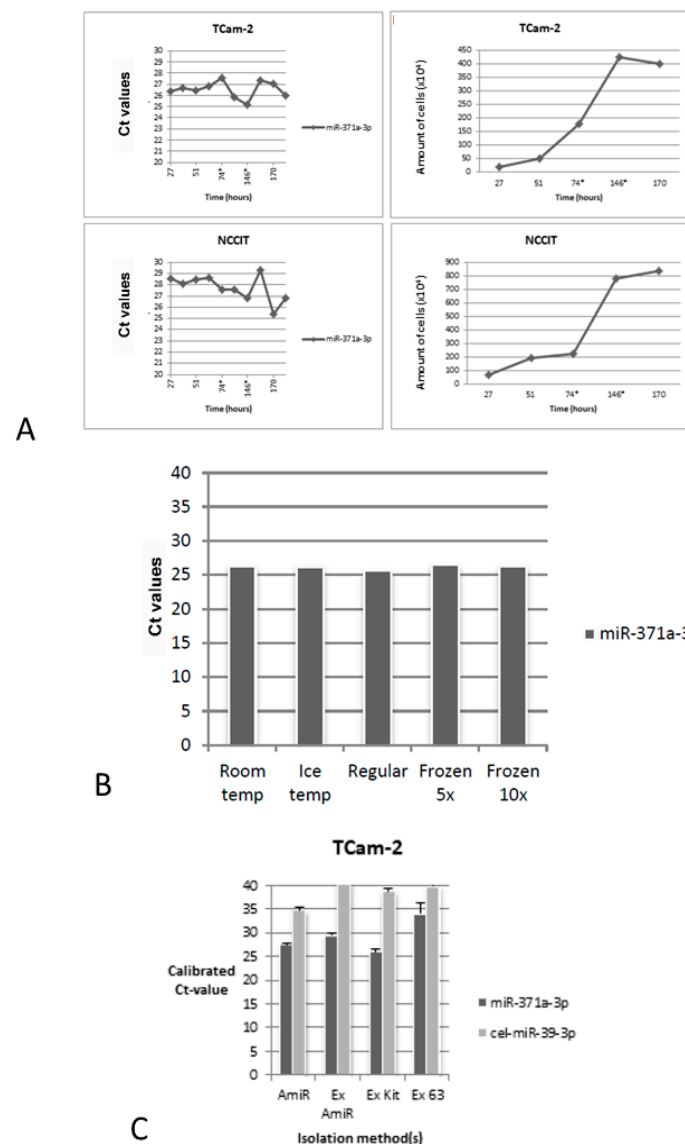 TCam-2
30
29
28
27
26
25
24
23
22
21
20
Ct values
miR-371a-3p
27 51 74* 146* 170
Time (hours)
TCam-2
450
400
350
300
250
200
150
100
50
0
Amount of cells (x10⁴)
27 51 74* 146* 170
Time (hours)
NCCIT
30
29
28
27
26
25
24
23
22
21
20
Ct values
miR-371a-3p
27 51 74* 146* 170
Time (hours)
NCCIT
900
800
700
600
500
400
300
200
100
0
Amount of cells (x10⁴)
27 51 74* 146* 170
Time (hours)
A
40
35
30
25
20
15
10
5
0
Ct values
miR-371a-3
Room Ice Regular Frozen Frozen
temp temp 5x 10x
B
TCam-2
40
35
30
25
20
15
10
5
0
Calibrated
Ct-value
miR-371a-3p
cel-miR-39-3p
AmiR Ex Ex Kit Ex 63
AmiR
Isolation method(s)
C